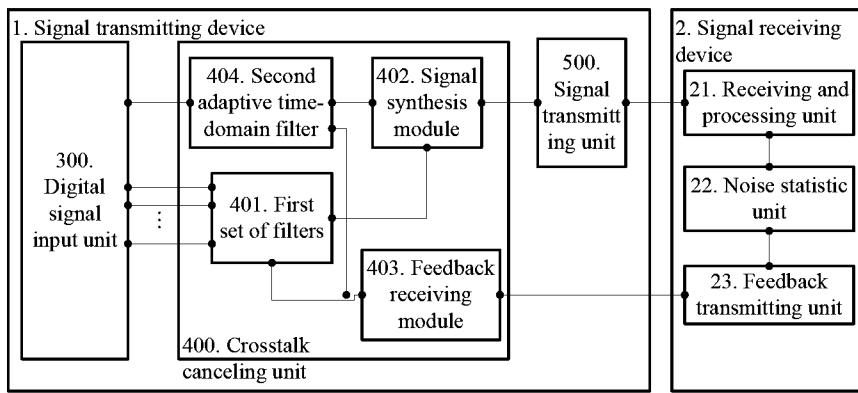 1. Signal transmitting device
2. Signal receiving
device
300.
Digital
signal
input unit
404. Second
adaptive time-
domain filter
402. Signal
synthesis
module
500.
Signal
transmitt
ing unit
21. Receiving and
processing unit
401. First
set of filters
22. Noise statistic
unit
403. Feedback
receiving
module
23. Feedback
transmitting unit
400. Crosstalk
canceling unit